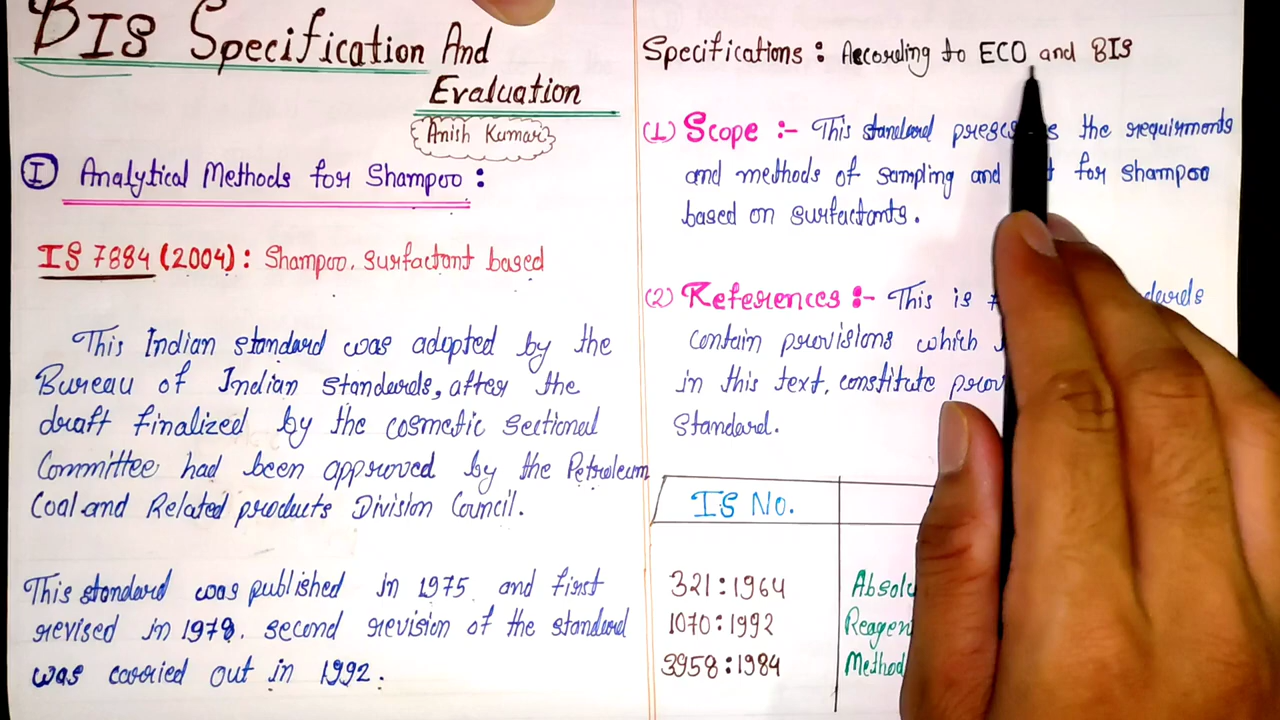 BIS Specification And
Evaluation
Anish Kumar
I Analytical Methods for Shampoo :
IS 7884 (2004) : Shampoo, surfactant based
This Indian standard was adopted by the
Bureau of Indian Standards, after the
draft finalized by the cosmetic sectional
Committee had been approved by the Petroleum
Coal and Related products Division Council.
This standard was published in 1975 and first
revised in 1978. second revision of the standard
was carried out in 1992.
Specifications : According to ECO and BIS
(1) Scope :- This standard the requirments
and methods of sampling and for shampoo
based on surfactants.
(2) References :- This is
contain provisions which
in this text, constitute
Standard.
IS No.
321 : 1964
1070 : 1992
3958 : 1984 Method